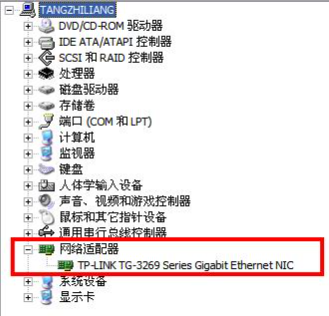 TANGZHILIANG
DVD/CD-ROM 驱动器
IDE ATA/ATAPI 控制器
SCSI 和 RAID 控制器
处理器
磁盘驱动器
存储卷
端口 (COM 和 LPT)
计算机
监视器
键盘
人体学输入设备
声音、视频和游戏控制器
鼠标和其它指针设备
通用串行总线控制器
网络适配器
TP-LINK TG-3269 Series Gigabit Ethernet NIC
系统设备
显示卡